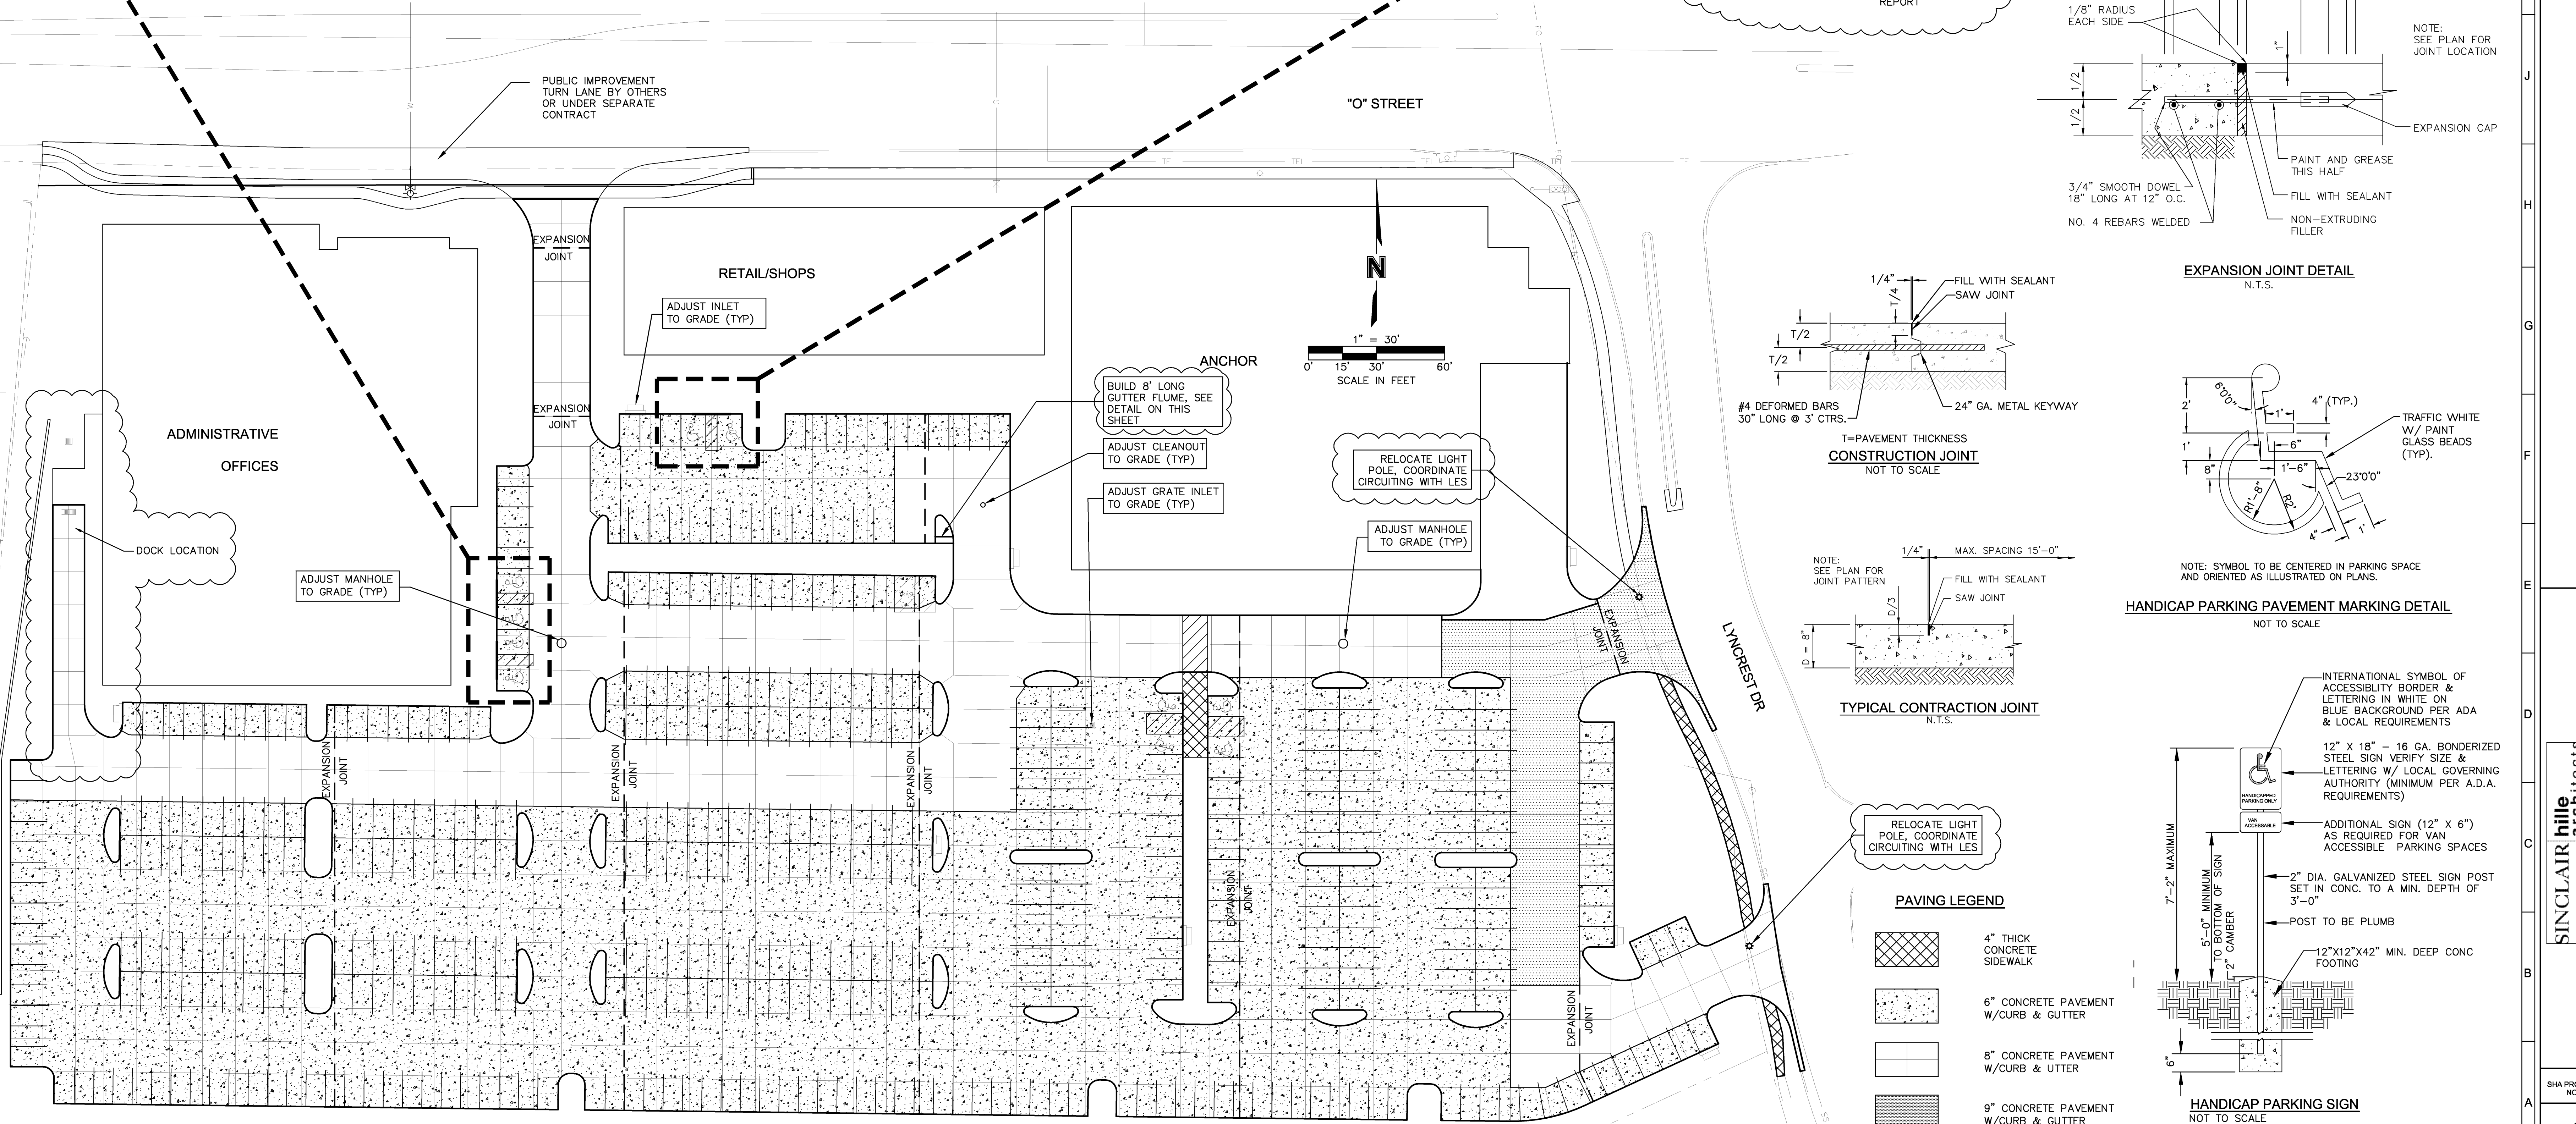 REPORT
PUBLIC IMPROVEMENT
TURN LANE BY OTHERS
OR UNDER SEPARATE
CONTRACT
"O" STREET
W
G
FO
FO
TEL
TEL
TEL
TEL
TEL
EXPANSION
JOINT
RETAIL/SHOPS
ADJUST INLET
TO GRADE (TYP)
N
1" = 30'
0'
15'
30'
60'
SCALE IN FEET
ANCHOR
BUILD 8' LONG
GUTTER FLUME, SEE
DETAIL ON THIS
SHEET
EXPANSION
JOINT
ADMINISTRATIVE
OFFICES
ADJUST CLEANOUT
TO GRADE (TYP)
RELOCATE LIGHT
POLE, COORDINATE
CIRCUITING WITH LES
ADJUST GRATE INLET
TO GRADE (TYP)
ADJUST MANHOLE
TO GRADE (TYP)
DOCK LOCATION
ADJUST MANHOLE
TO GRADE (TYP)
EXPANSION
JOINT
LYNCREST DR
EXPANSION
JOINT
EXPANSION
JOINT
EXPANSION
JOINT
EXPANSION
JOINT
RELOCATE LIGHT
POLE, COORDINATE
CIRCUITING WITH LES
EXPANSION
JOINT
PAVING LEGEND
4" THICK
CONCRETE
SIDEWALK
6" CONCRETE PAVEMENT
W/CURB & GUTTER
8" CONCRETE PAVEMENT
W/CURB & UTTER
9" CONCRETE PAVEMENT
W/CURB & GUTTER
1/8" RADIUS
EACH SIDE
1"
NOTE:
SEE PLAN FOR
JOINT LOCATION
1/2
1/2
EXPANSION CAP
PAINT AND GREASE
THIS HALF
3/4" SMOOTH DOWEL
18" LONG AT 12" O.C.
FILL WITH SEALANT
NO. 4 REBARS WELDED
NON-EXTRUDING
FILLER
EXPANSION JOINT DETAIL
N.T.S.
1/4"
FILL WITH SEALANT
SAW JOINT
T/4
T/2
T/2
#4 DEFORMED BARS
30" LONG @ 3' CTRS.
24" GA. METAL KEYWAY
T=PAVEMENT THICKNESS
CONSTRUCTION JOINT
NOT TO SCALE
6°0'0"
2'
1'
4" (TYP.)
TRAFFIC WHITE
W/ PAINT
GLASS BEADS
(TYP).
1'
6"
8"
1'-6"
23°0'0"
R1'-8"
R2'
4"
1'
NOTE: SYMBOL TO BE CENTERED IN PARKING SPACE
AND ORIENTED AS ILLUSTRATED ON PLANS.
HANDICAP PARKING PAVEMENT MARKING DETAIL
NOT TO SCALE
NOTE:
SEE PLAN FOR
JOINT PATTERN
1/4"
MAX. SPACING 15'-0"
FILL WITH SEALANT
SAW JOINT
D/3
D = 8"
TYPICAL CONTRACTION JOINT
N.T.S.
INTERNATIONAL SYMBOL OF
ACCESSIBLITY BORDER &
LETTERING IN WHITE ON
BLUE BACKGROUND PER ADA
& LOCAL REQUIREMENTS
12" X 18" - 16 GA. BONDERIZED
STEEL SIGN VERIFY SIZE &
LETTERING W/ LOCAL GOVERNING
AUTHORITY (MINIMUM PER A.D.A.
REQUIREMENTS)
HANDICAPPED
PARKING ONLY
VAN
ACCESSABLE
ADDITIONAL SIGN (12" X 6")
AS REQUIRED FOR VAN
ACCESSIBLE PARKING SPACES
2" DIA. GALVANIZED STEEL SIGN POST
SET IN CONC. TO A MIN. DEPTH OF
3'-0"
POST TO BE PLUMB
12"X12"X42" MIN. DEEP CONC
FOOTING
7'-2" MAXIMUM
5'-0" MINIMUM
TO BOTTOM OF SIGN
2" CAMBER
6"
HANDICAP PARKING SIGN
NOT TO SCALE
J
H
G
F
E
D
C
B
A
SINCLAIR hille
architects
SHA PRO
NO